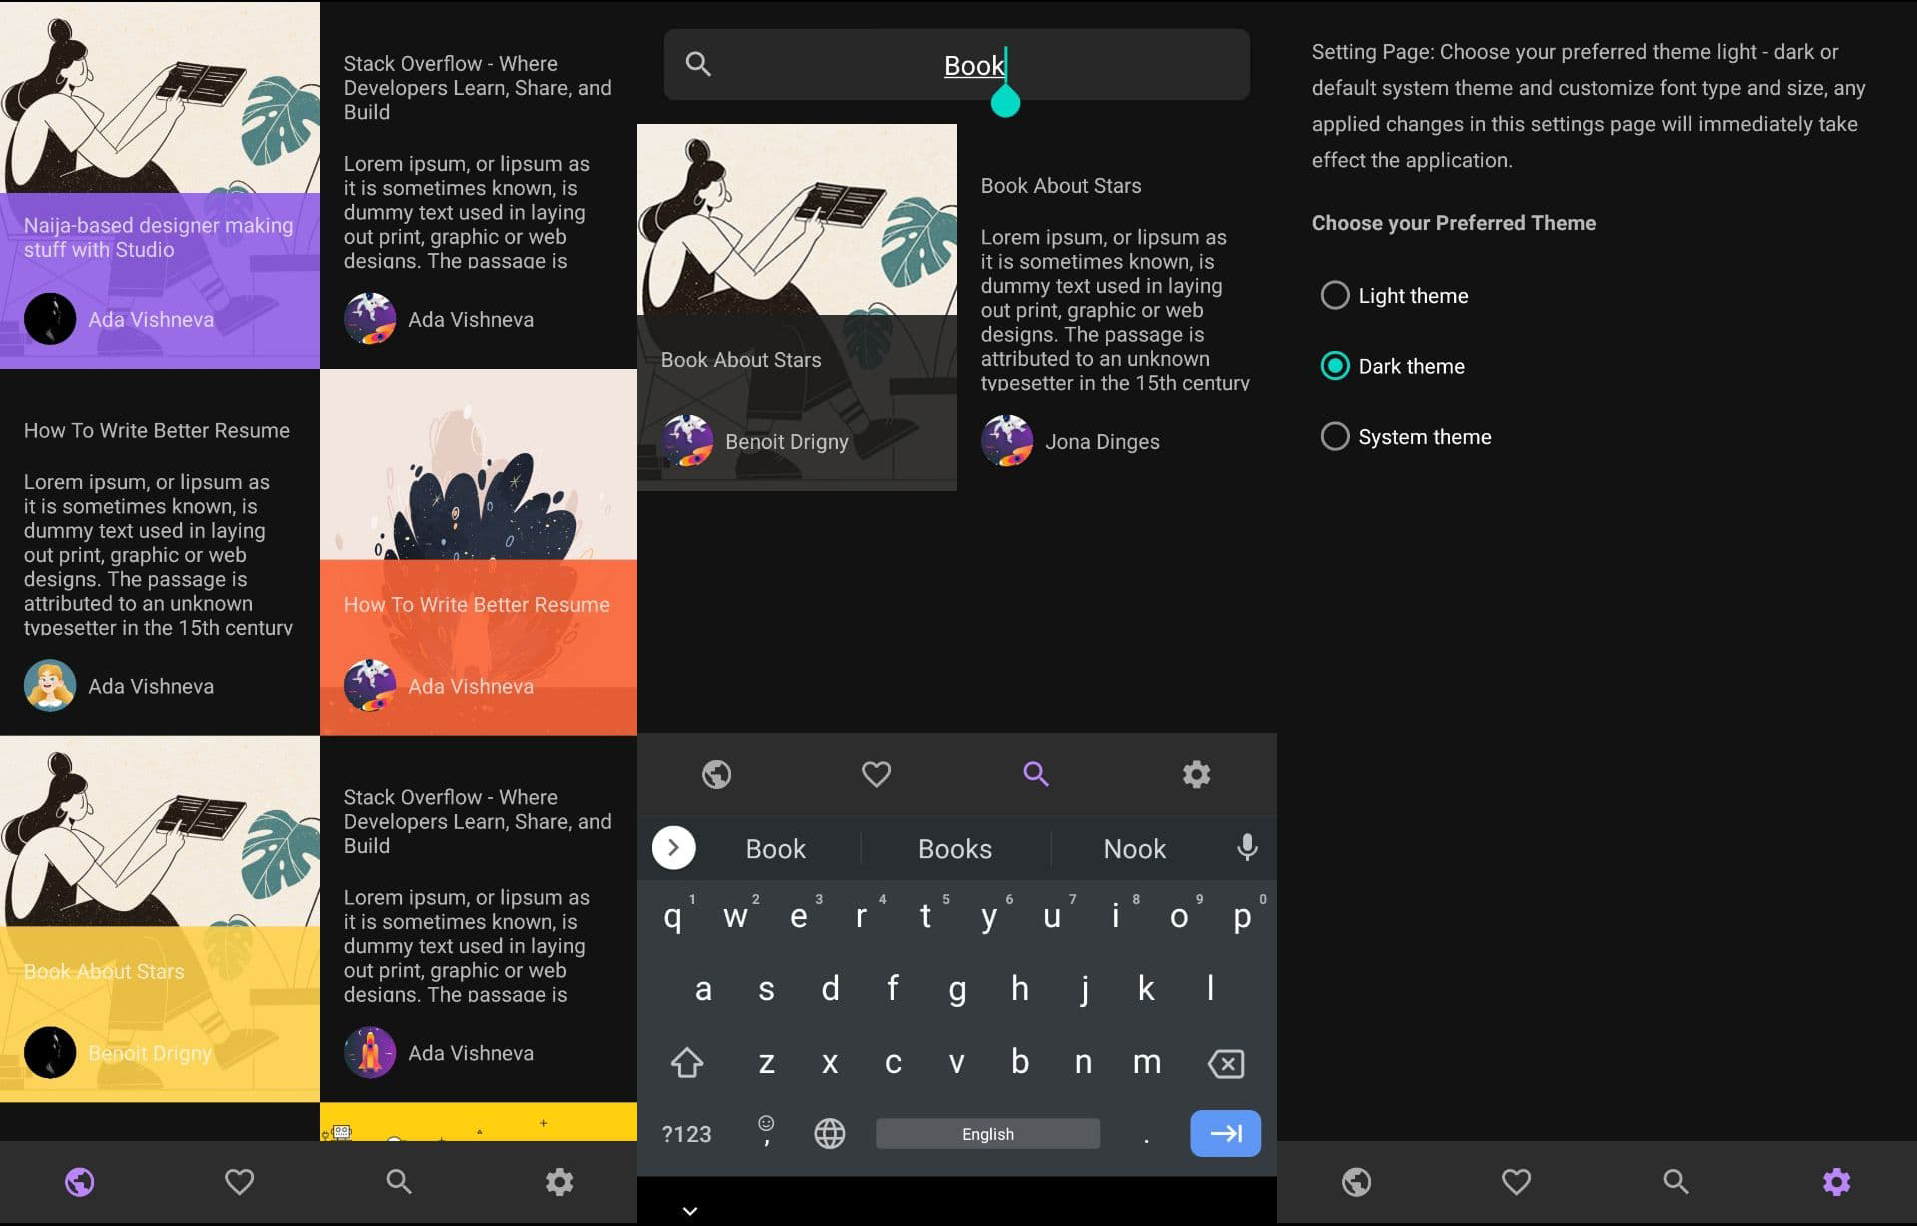 Naija-based designer making
stuff with Studio
Ada Vishneva
Stack Overflow - Where
Developers Learn, Share, and
Build
Lorem ipsum, or lipsum as
it is sometimes known, is
dummy text used in laying
out print, graphic or web
designs. The passage is
Ada Vishneva
How To Write Better Resume
Lorem ipsum, or lipsum as
it is sometimes known, is
dummy text used in laying
out print, graphic or web
designs. The passage is
attributed to an unknown
typesetter in the 15th century
Ada Vishneva
How To Write Better Resume
Ada Vishneva
Book About Stars
Benoit Drigny
Stack Overflow - Where
Developers Learn, Share, and
Build
Lorem ipsum, or lipsum as
it is sometimes known, is
dummy text used in laying
out print, graphic or web
designs. The passage is
Ada Vishneva
Book
Book About Stars
Benoit Drigny
Book About Stars
Lorem ipsum, or lipsum as
it is sometimes known, is
dummy text used in laying
out print, graphic or web
designs. The passage is
attributed to an unknown
typesetter in the 15th century
Jona Dinges
Book Books Nook
q1 w2 e3 r4 t5 y6 u7 i8 o9 p0
a s d f g h j k l
z x c v b n m
?123 , English .
Setting Page: Choose your preferred theme light - dark or
default system theme and customize font type and size, any
applied changes in this settings page will immediately take
effect the application.
Choose your Preferred Theme
Light theme
Dark theme
System theme